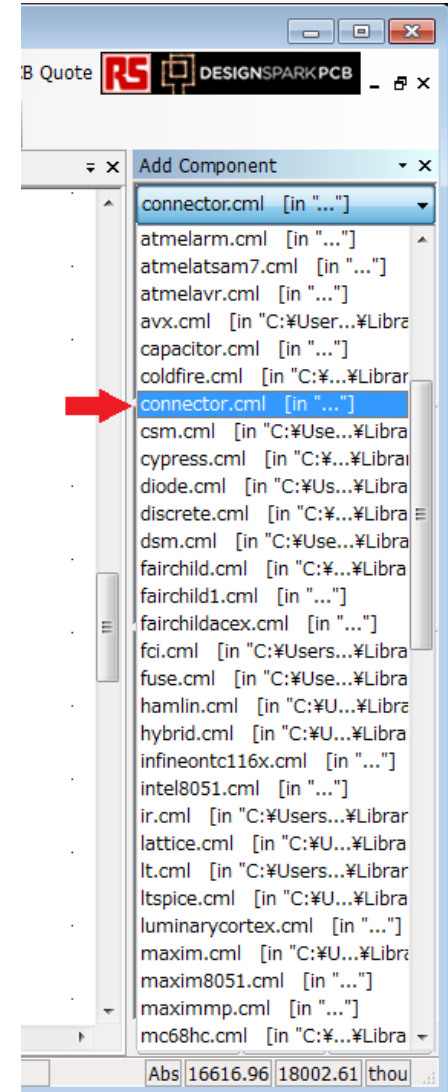 B Quote RS DESIGNSPARK PCB
Add Component
connector.cml [in "..."]
atmelarm.cml [in "..."]
atmelatsam7.cml [in "..."]
atmelavr.cml [in "..."]
avx.cml [in "C:¥User...¥Libra
capacitor.cml [in "..."]
coldfire.cml [in "C:¥...¥Librar
connector.cml [in "..."]
csm.cml [in "C:¥Use...¥Libra
cypress.cml [in "C:¥...¥Librar
diode.cml [in "C:¥Us...¥Libra
discrete.cml [in "C:¥...¥Libra
dsm.cml [in "C:¥Use...¥Libra
fairchild.cml [in "C:¥...¥Libra
fairchild1.cml [in "..."]
fairchildacex.cml [in "..."]
fci.cml [in "C:¥Users...¥Libra
fuse.cml [in "C:¥Use...¥Libra
hamlin.cml [in "C:¥U...¥Libra
hybrid.cml [in "C:¥U...¥Libra
infineontc116x.cml [in "..."]
intel8051.cml [in "..."]
ir.cml [in "C:¥Users...¥Librar
lattice.cml [in "C:¥U...¥Libra
lt.cml [in "C:¥Users...¥Librar
ltspice.cml [in "C:¥U...¥Libra
luminarycortex.cml [in "..."]
maxim.cml [in "C:¥U...¥Libra
maxim8051.cml [in "..."]
maximmp.cml [in "..."]
mc68hc.cml [in "C:¥...¥Libra
Abs 16616.96 18002.61 thou